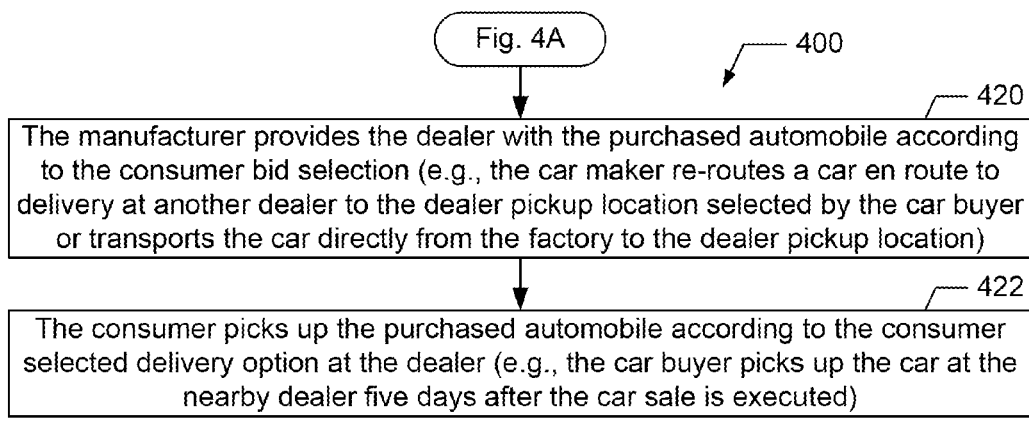 Fig. 4A
400
420
The manufacturer provides the dealer with the purchased automobile according
to the consumer bid selection (e.g., the car maker re-routes a car en route to
delivery at another dealer to the dealer pickup location selected by the car buyer
or transports the car directly from the factory to the dealer pickup location)
422
The consumer picks up the purchased automobile according to the consumer
selected delivery option at the dealer (e.g., the car buyer picks up the car at the
nearby dealer five days after the car sale is executed)